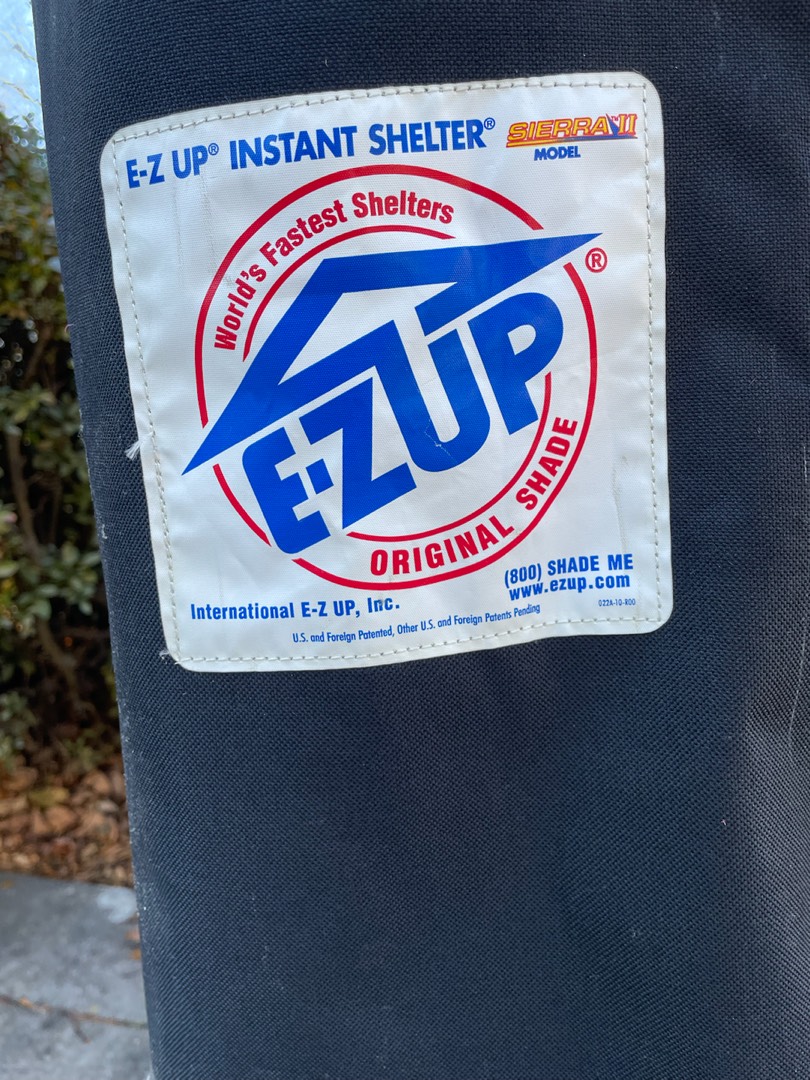 E-Z UP® INSTANT SHELTER®
SIERRA™ II
MODEL
World's Fastest Shelters
E-Z UP®
ORIGINAL SHADE
(800) SHADE ME
www.ezup.com
International E-Z UP, Inc.
022A-10-R00
U.S. and Foreign Patented, Other U.S. and Foreign Patents Pending